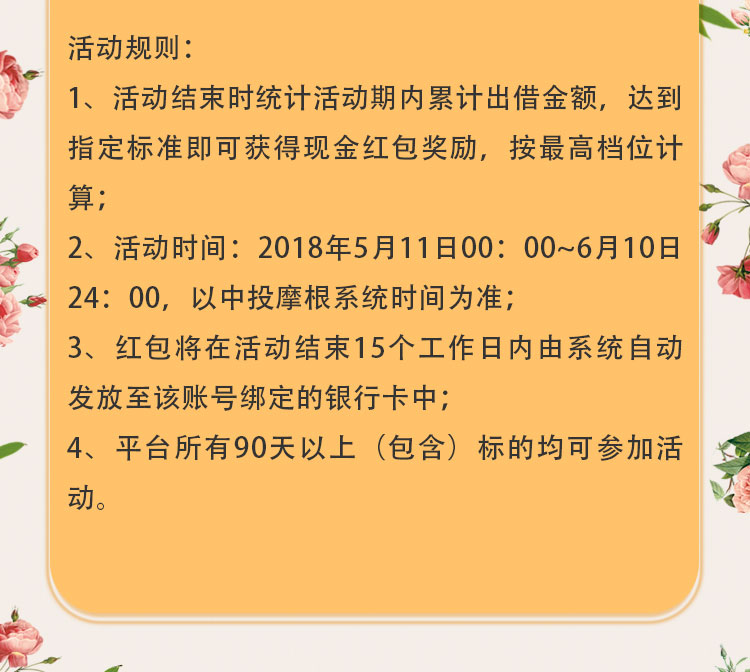 活动规则：
1、活动结束时统计活动期内累计出借金额，达到
指定标准即可获得现金红包奖励，按最高档位计
算；
2、活动时间：2018年5月11日00：00~6月10日
24：00，以中投摩根系统时间为准；
3、红包将在活动结束15个工作日内由系统自动
发放至该账号绑定的银行卡中；
4、平台所有90天以上（包含）标的均可参加活
动。